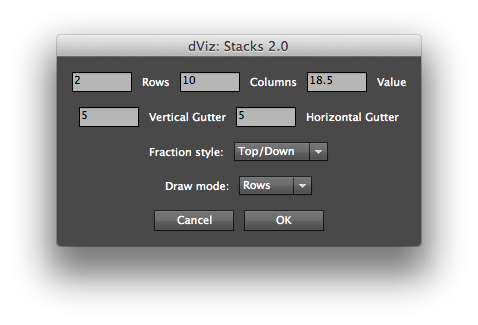 dViz: Stacks 2.0
2 Rows 10 Columns 18.5 Value
5 Vertical Gutter 5 Horizontal Gutter
Fraction style: Top/Down
Draw mode: Rows
Cancel OK